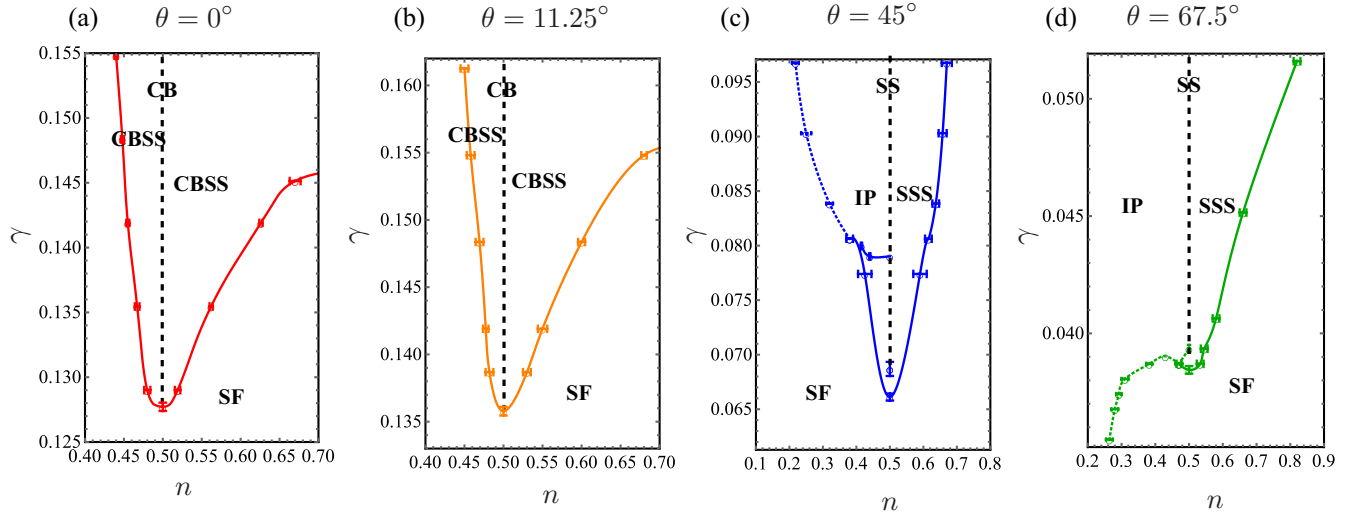 (a) θ = 0°
0.155
0.150
0.145
0.140
0.135
0.130
0.125
γ
CB
CBSS
CBSS
SF
0.40 0.45 0.50 0.55 0.60 0.65 0.70
n
(b) θ = 11.25°
0.160
0.155
0.150
0.145
0.140
0.135
γ
CB
CBSS
CBSS
SF
0.40 0.45 0.50 0.55 0.60 0.65 0.70
n
(c) θ = 45°
0.095
0.090
0.085
0.080
0.075
0.070
0.065
γ
SS
IP SSS
SF
0.1 0.2 0.3 0.4 0.5 0.6 0.7 0.8
n
(d) θ = 67.5°
0.050
0.045
0.040
γ
SS
IP SSS
SF
0.2 0.3 0.4 0.5 0.6 0.7 0.8 0.9
n